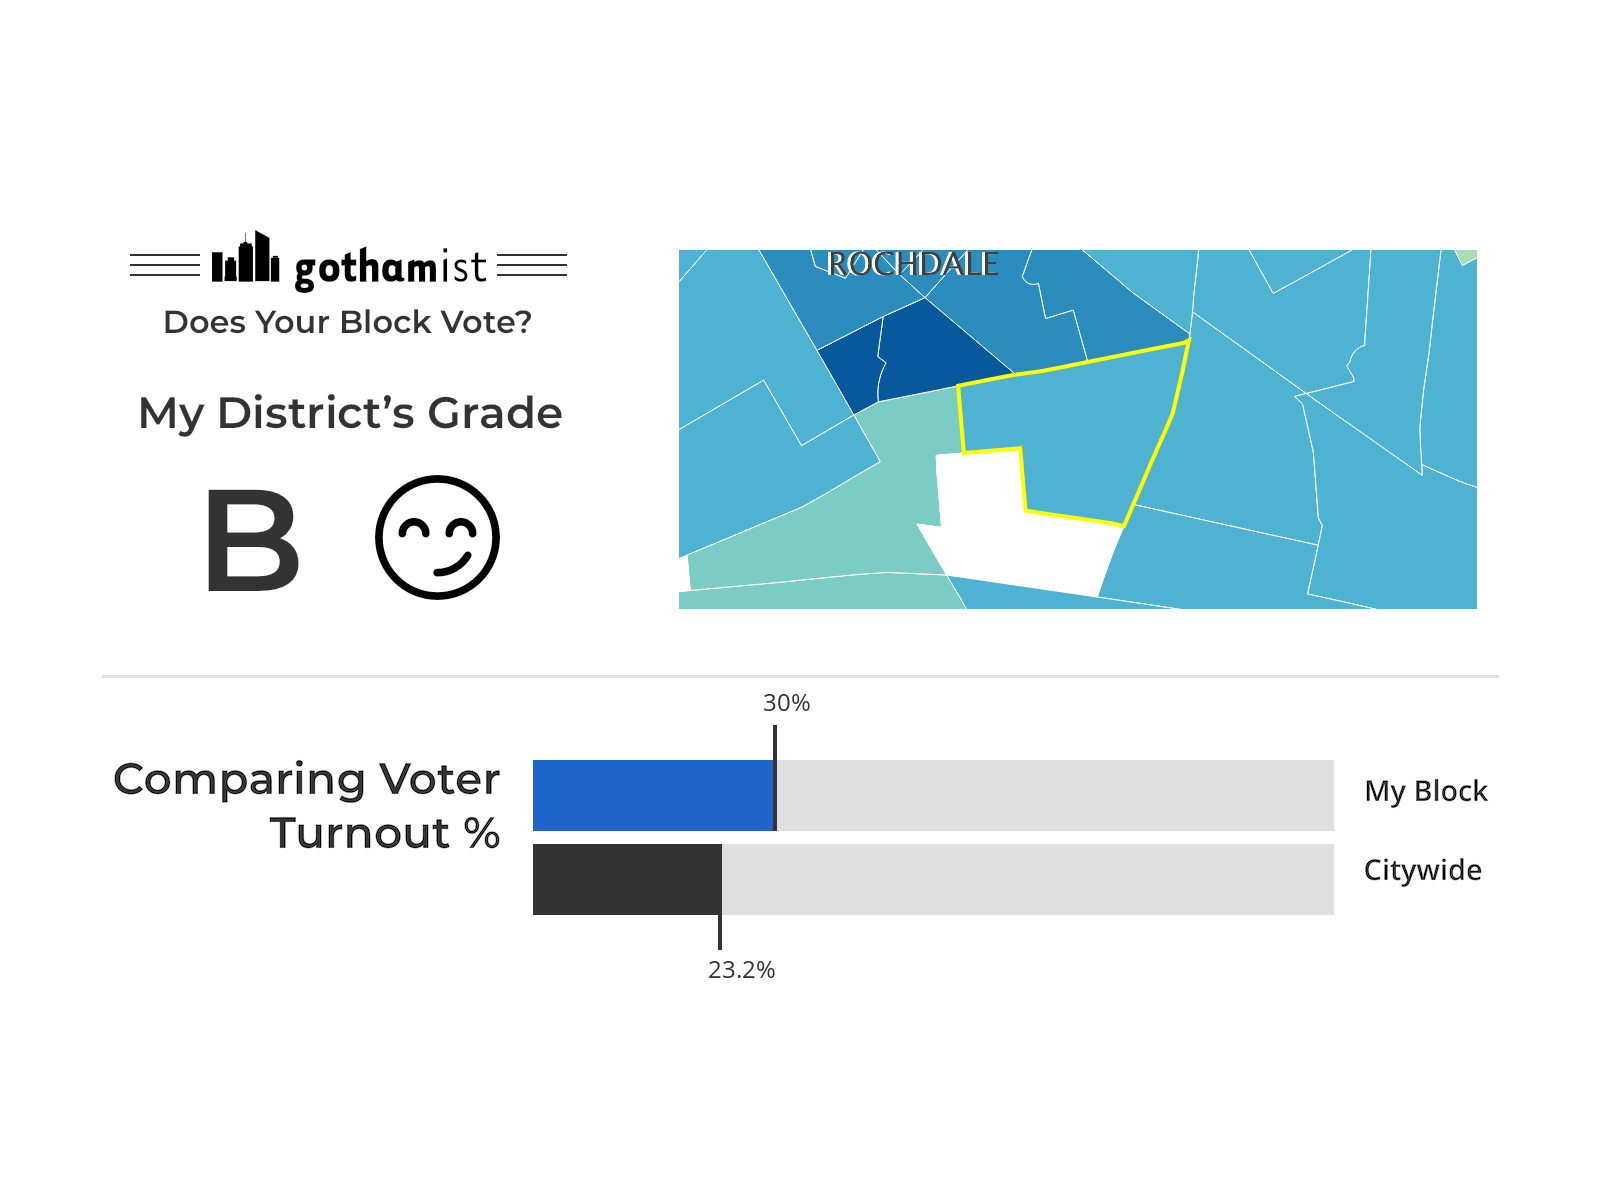 gothamist
Does Your Block Vote?
My District’s Grade
B
ROCHDALE
30%
Comparing Voter
Turnout %
My Block
Citywide
23.2%